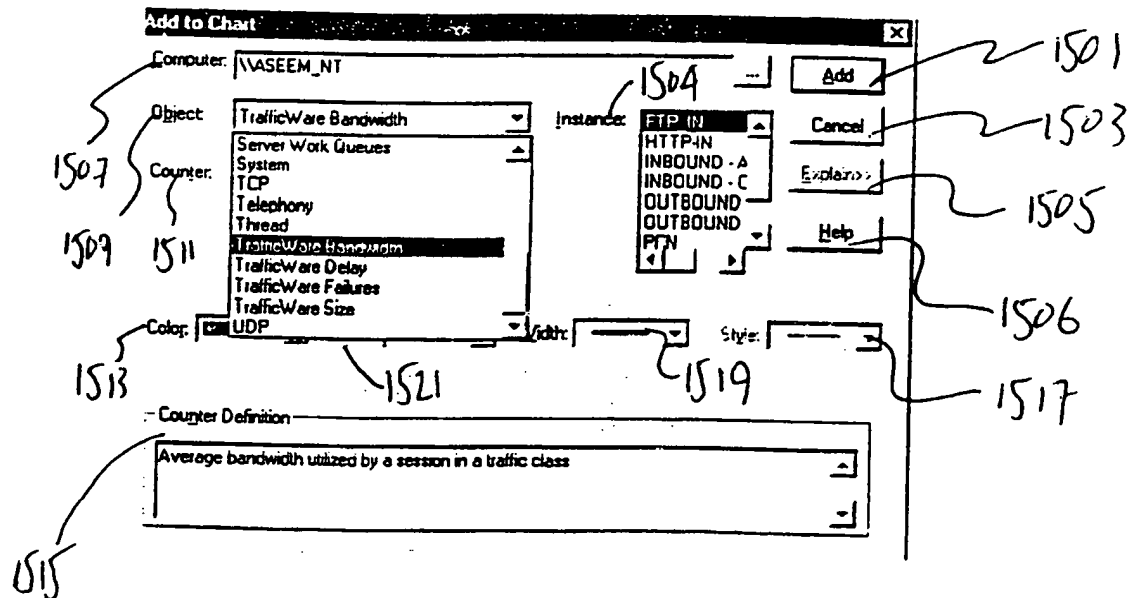 Add to Chart
1501
Computer: \\ASEEM_NT ... Add
1504
Object: TrafficWare Bandwidth Instance: FTP-IN Cancel
1503
Server Work Queues HTTP-IN
System INBOUND - A
1507 Counter: TCP INBOUND - C Explain>>
Telephony OUTBOUND
1505
Thread OUTBOUND
1509 1511 TrafficWare Bandwidth Help
TrafficWare Delay
TrafficWare Failures
TrafficWare Size
1506
Color: UDP Width: Style:
1513 1521 1519 1517
Counter Definition
Average bandwidth utilized by a session in a traffic class
1515